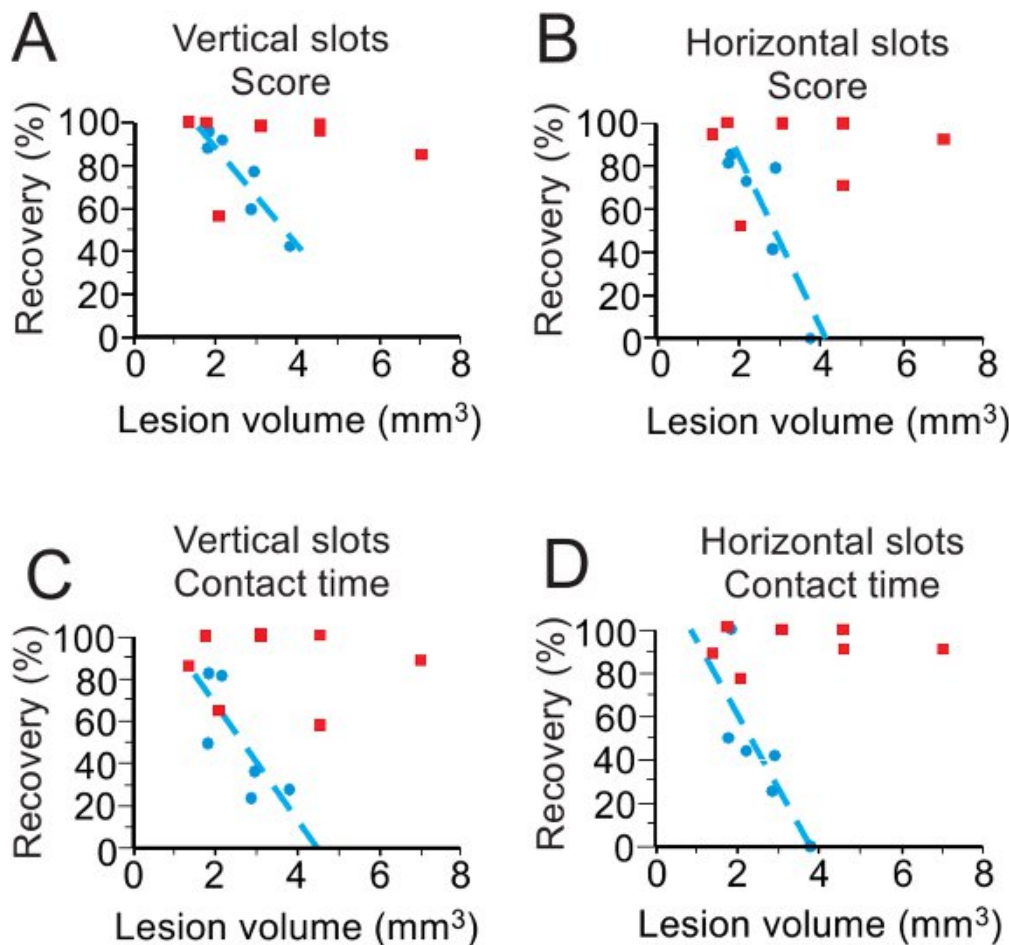 A
Vertical slots
Score
Recovery (%)
100
80
60
40
20
0
0 2 4 6 8
Lesion volume (mm³)
B
Horizontal slots
Score
Recovery (%)
100
80
60
40
20
0
0 2 4 6 8
Lesion volume (mm³)
C
Vertical slots
Contact time
Recovery (%)
100
80
60
40
20
0
0 2 4 6 8
Lesion volume (mm³)
D
Horizontal slots
Contact time
Recovery (%)
100
80
60
40
20
0
0 2 4 6 8
Lesion volume (mm³)